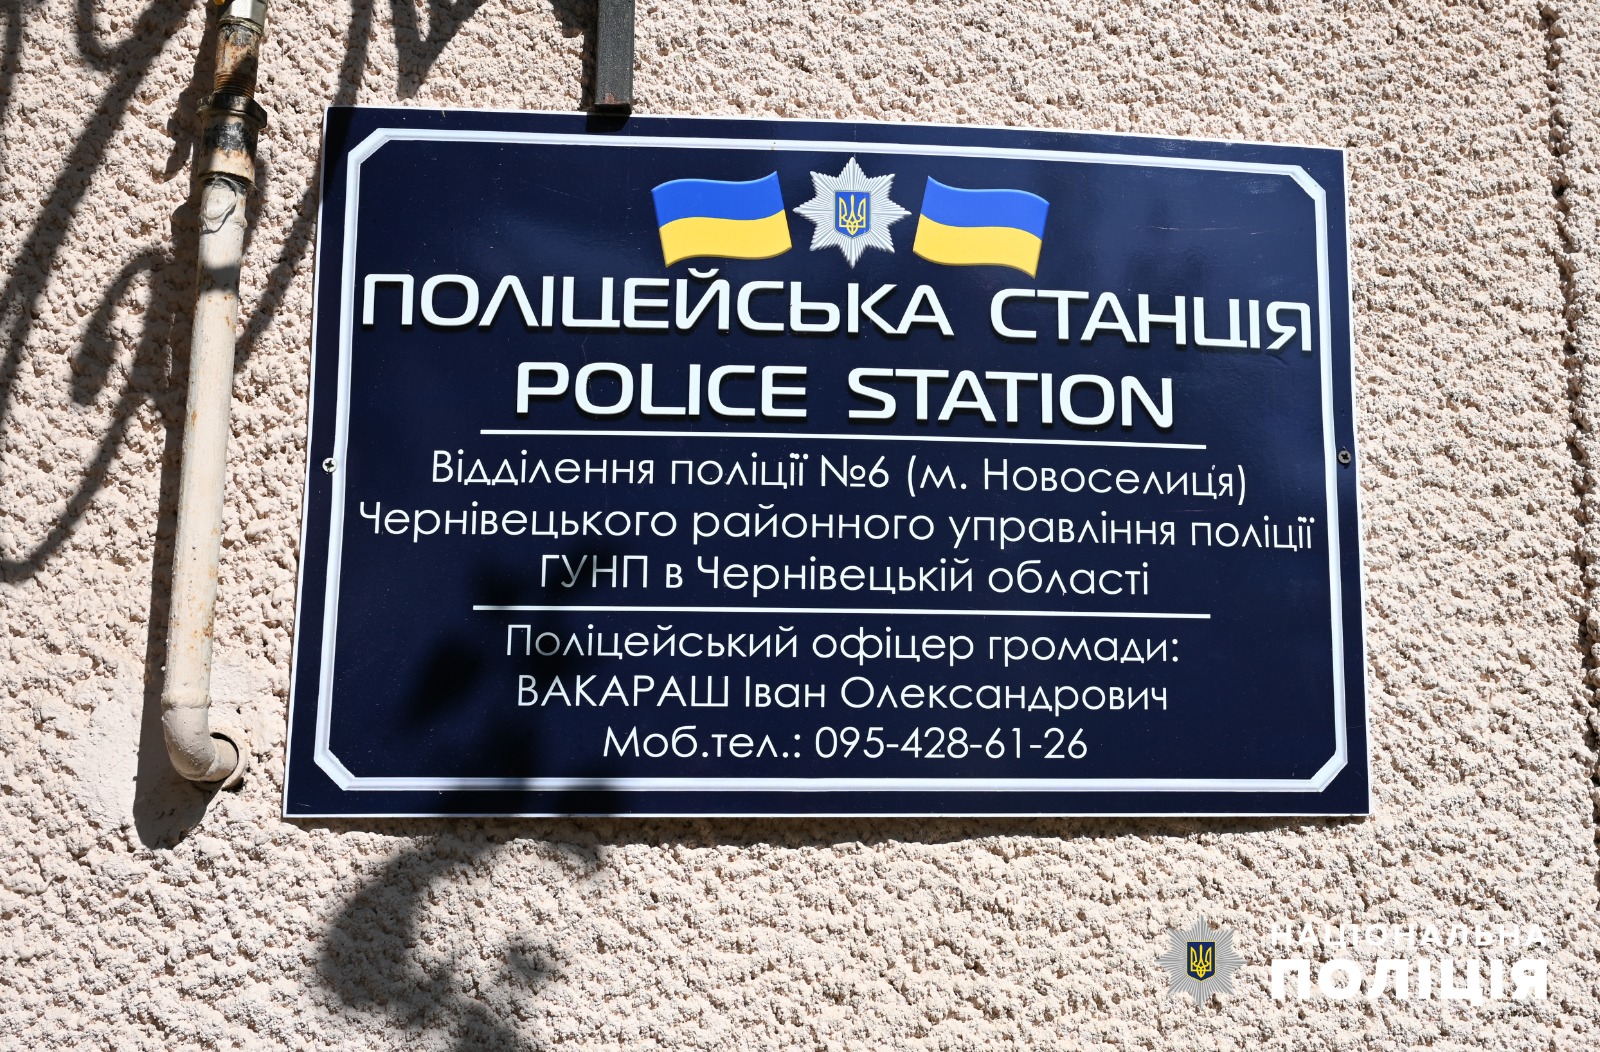 ПОЛІЦЕЙСЬКА СТАНЦІЯ
POLICE STATION
Відділення поліції №6 (м. Новоселиця)
Чернівецького районного управління поліції
ГУНП в Чернівецькій області
Поліцейський офіцер громади:
ВАКАРАШ Іван Олександрович
Моб.тел.: 095-428-61-26
НАЦІОНАЛЬНА
ПОЛІЦІЯ